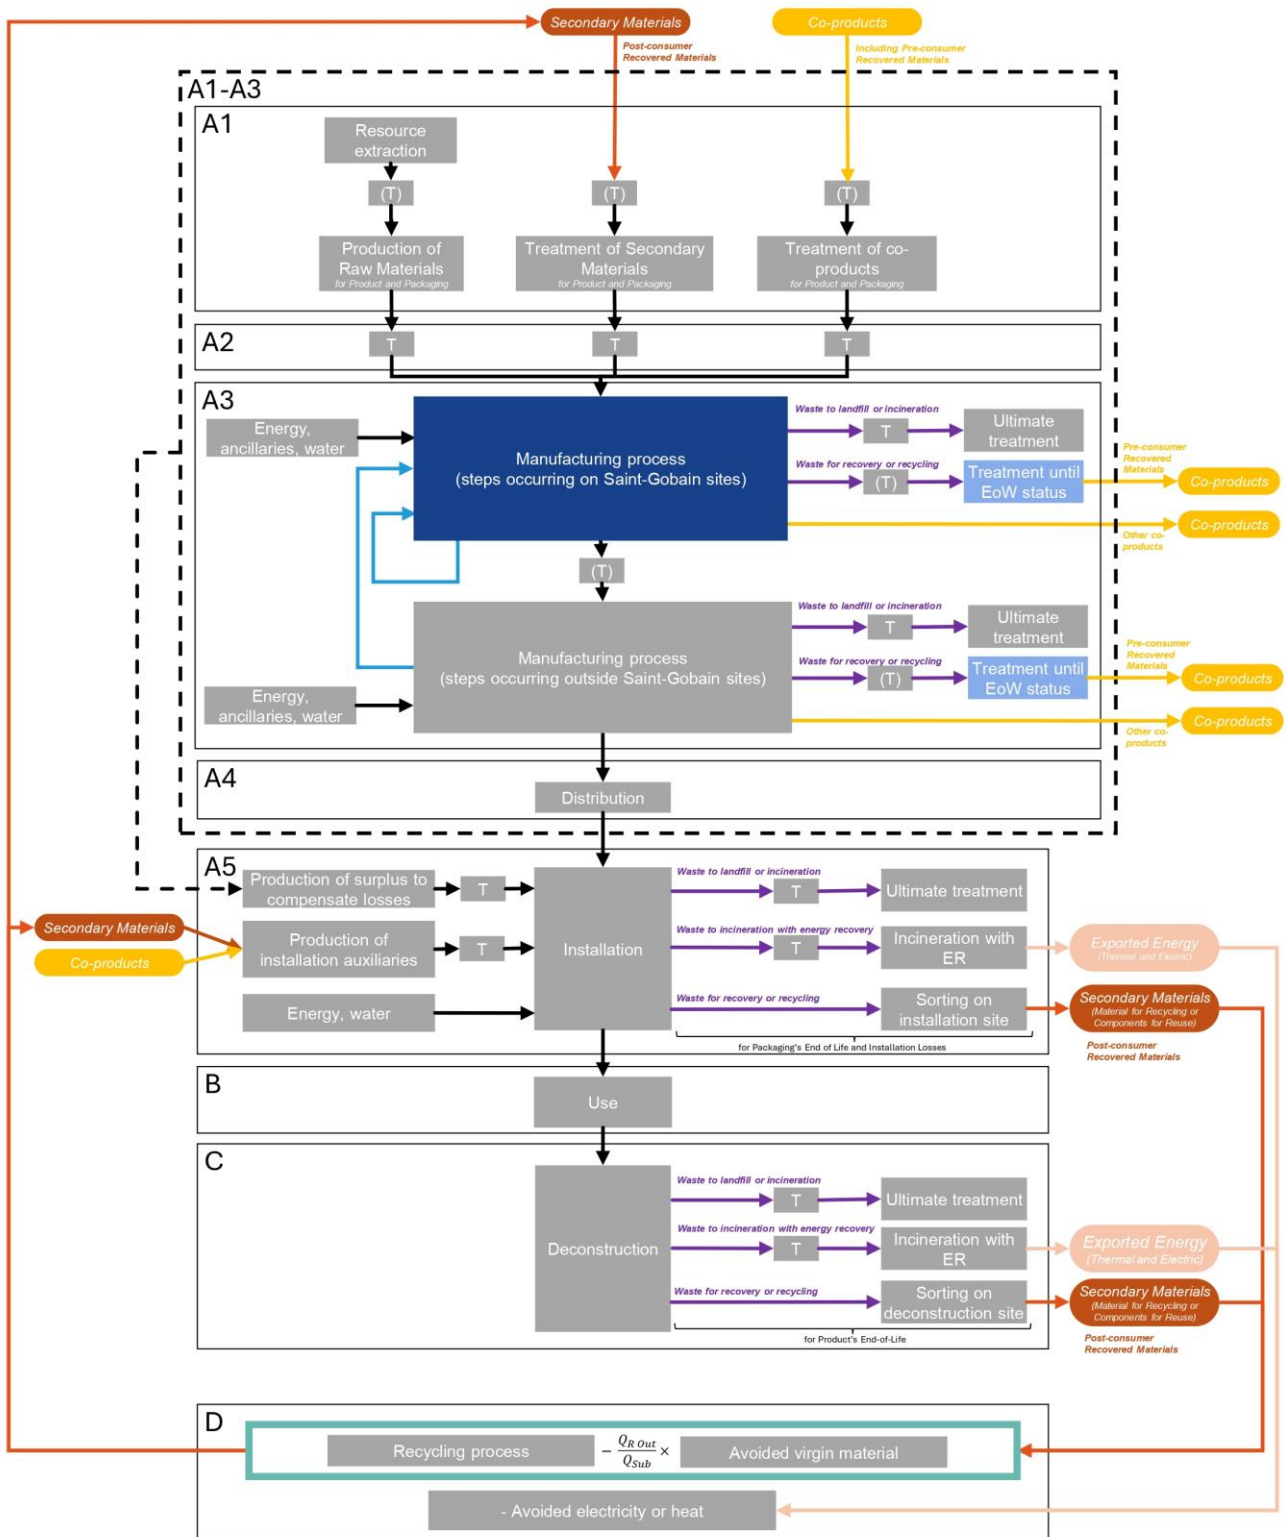 Secondary Materials
Co-products
Post-consumer
Recovered Materials
Including Pre-consumer
Recovered Materials
A1-A3
A1
Resource
extraction
(T)
(T)
(T)
Production of
Raw Materials
for Product and Packaging
Treatment of Secondary
Materials
for Product and Packaging
Treatment of co-
products
for Product and Packaging
A2
T
T
T
A3
Energy,
ancillaries, water
Manufacturing process
(steps occurring on Saint-Gobain sites)
Waste to landfill or incineration
T
Ultimate
treatment
Waste for recovery or recycling
(T)
Treatment until
EoW status
Pre-consumer
Recovered
Materials
Co-products
Other co-
products
Co-products
(T)
Manufacturing process
(steps occurring outside Saint-Gobain sites)
Energy,
ancillaries, water
Waste to landfill or incineration
T
Ultimate
treatment
Waste for recovery or recycling
(T)
Treatment until
EoW status
Pre-consumer
Recovered
Materials
Co-products
Other co-
products
Co-products
A4
Distribution
A5
Production of surplus to
compensate losses
T
Secondary Materials
Co-products
Production of
installation auxiliaries
T
Energy, water
Installation
Waste to landfill or incineration
T
Ultimate treatment
Waste to incineration with energy recovery
T
Incineration with
ER
Exported Energy
(Thermal and Electric)
Waste for recovery or recycling
Sorting on
installation site
Secondary Materials
(Material for Recycling or
Components for Reuse)
Post-consumer
Recovered Materials
for Packaging's End of Life and Installation Losses
B
Use
C
Deconstruction
Waste to landfill or incineration
T
Ultimate treatment
Waste to incineration with energy recovery
T
Incineration with
ER
Exported Energy
(Thermal and Electric)
Waste for recovery or recycling
Sorting on
deconstruction site
Secondary Materials
(Material for Recycling or
Components for Reuse)
Post-consumer
Recovered Materials
for Product's End-of-Life
D
Recycling process
− Q_{R Out}/Q_{Sub} ×
Avoided virgin material
- Avoided electricity or heat